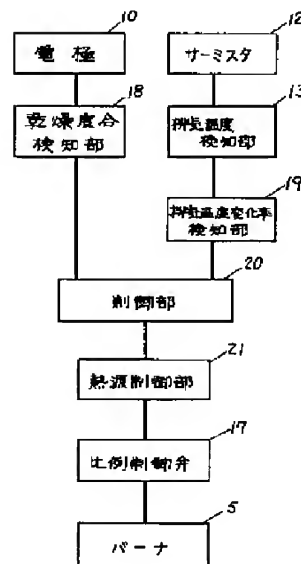 10
電極
12
サーミスタ
18
乾燥度合
検知部
13
排気温度
検知部
19
排気温度変化率
検知部
20
制御部
21
熱源制御部
17
比例制御弁
5
バーナ